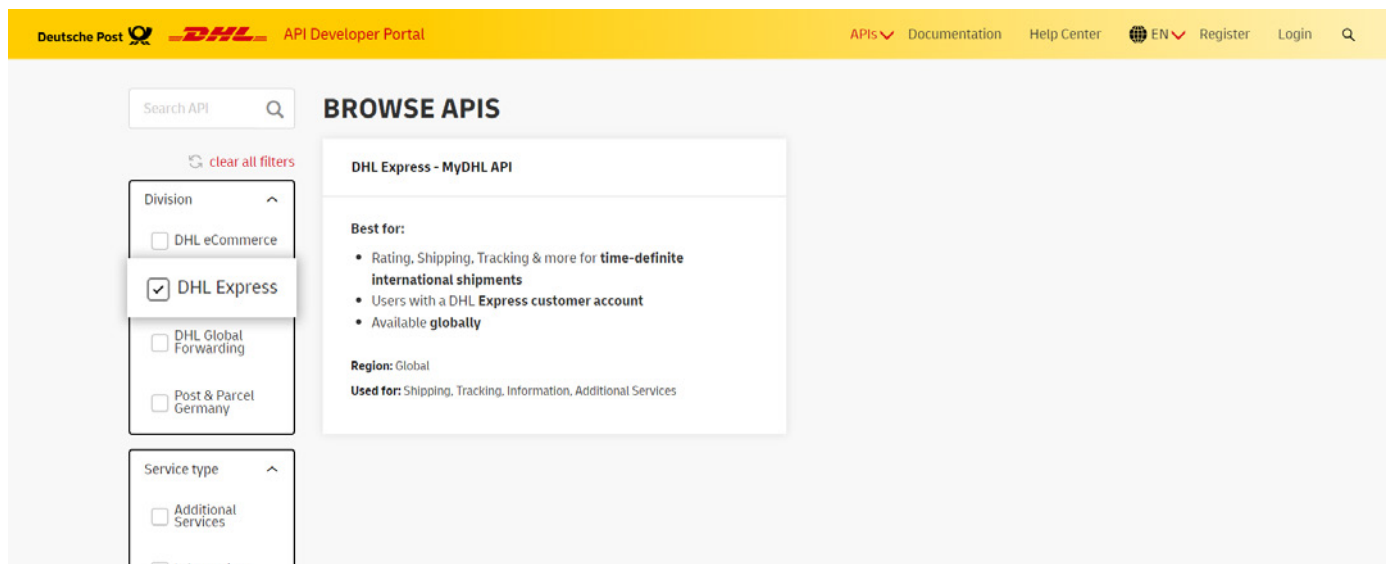 Deutsche Post DHL API Developer Portal APIs Documentation Help Center EN Register Login
Search API
clear all filters
Division
DHL eCommerce
DHL Express
DHL Global
Forwarding
Post & Parcel
Germany
Service type
Additional
Services
BROWSE APIS
DHL Express - MyDHL API
Best for:
• Rating, Shipping, Tracking & more for time-definite
international shipments
• Users with a DHL Express customer account
• Available globally
Region: Global
Used for: Shipping, Tracking, Information, Additional Services